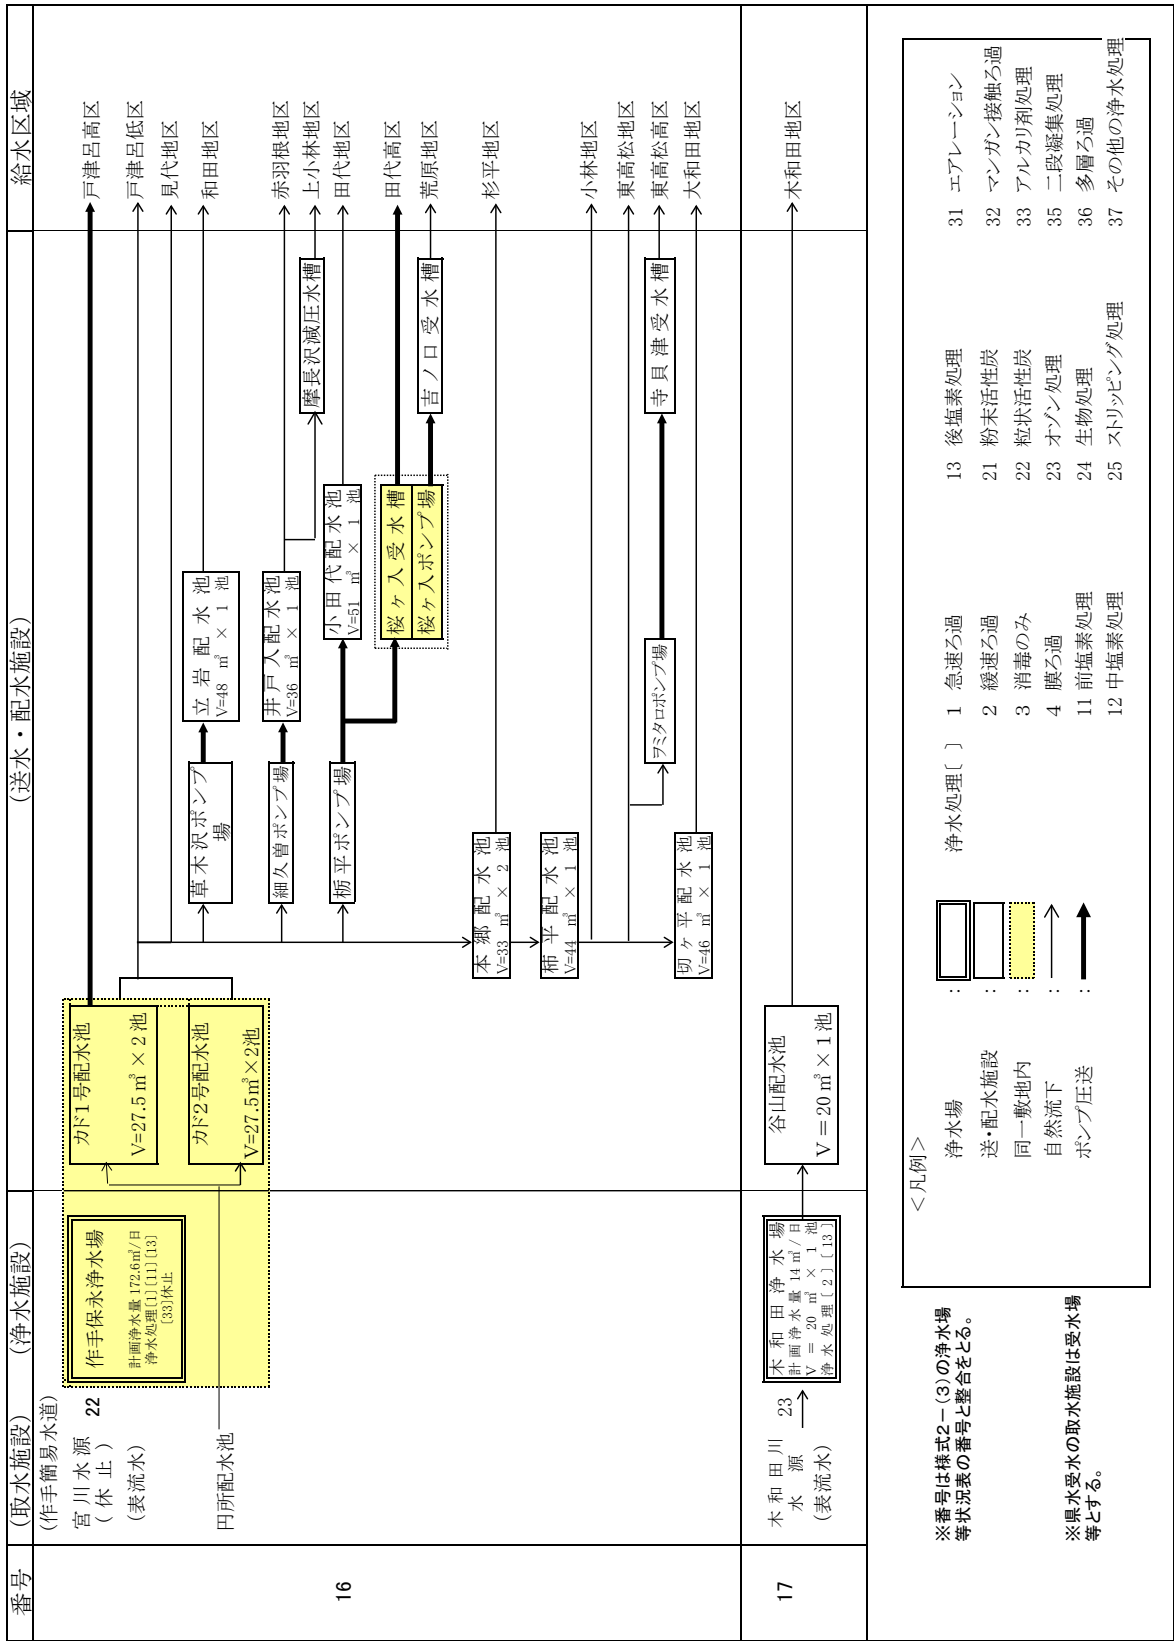 番号
(取水施設)
(浄水施設)
(送水・配水施設)
給水区域
16
(作手簡易水道)
宮川水源
(休止)
(表流水)
22
作手保永浄水場
計画浄水量 172.6㎥/日
浄水処理[1][11][13]
[33]休止
円所配水池
カド1号配水池
V=27.5㎥×2池
カド2号配水池
V=27.5㎥×2池
草木沢ポンプ
場
細久曽ポンプ場
栃平ポンプ場
立岩配水池
V=48㎥×1池
井戸入配水池
V=36㎥×1池
小田代配水池
V=51㎥×1池
桜ヶ入受水槽
桜ヶ入ポンプ場
摩長沢減圧水槽
吉ノ口受水槽
本郷配水池
V=33㎥×2池
柿平配水池
V=44㎥×1池
切ヶ平配水池
V=46㎥×1池
ヲミタロポンプ場
寺貝津受水槽
戸津呂高区
戸津呂低区
見代地区
和田地区
赤羽根地区
上小林地区
田代地区
田代高区
荒原地区
杉平地区
小林地区
東高松地区
東高松高区
大和田地区
17
木和田川
水源
(表流水)
23
木和田浄水場
計画浄水量14㎥/日
V=20㎥×1池
浄水処理[2][13]
谷山配水池
V=20㎥×1池
木和田地区
※番号は様式2-(3)の浄水場
等状況表の番号と整合をとる。
※県水受水の取水施設は受水場
等とする。
<凡例>
浄水場 :
送・配水施設 :
同一敷地内 :
自然流下 :
ポンプ圧送 :
浄水処理[ ]
1 急速ろ過
2 緩速ろ過
3 消毒のみ
4 膜ろ過
11 前塩素処理
12 中塩素処理
13 後塩素処理
21 粉末活性炭
22 粒状活性炭
23 オゾン処理
24 生物処理
25 ストリッピング処理
31 エアレーション
32 マンガン接触ろ過
33 アルカリ剤処理
35 二段凝集処理
36 多層ろ過
37 その他の浄水処理